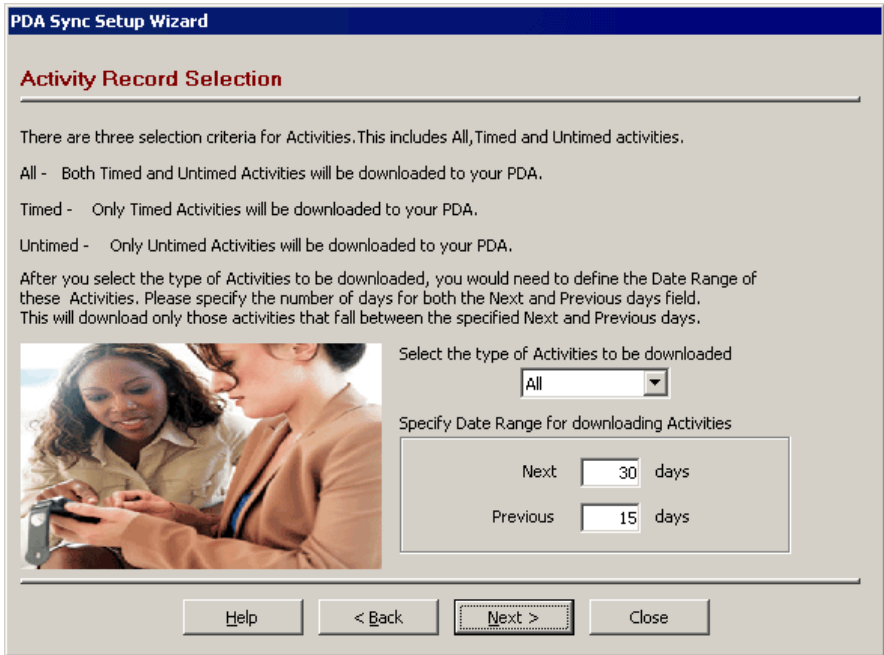 PDA Sync Setup Wizard
Activity Record Selection
There are three selection criteria for Activities.This includes All,Timed and Untimed activities.
All -   Both Timed and Untimed Activities will be downloaded to your PDA.
Timed -    Only Timed Activities will be downloaded to your PDA.
Untimed -    Only Untimed Activities will be downloaded to your PDA.
After you select the type of Activities to be downloaded, you would need to define the Date Range of
these  Activities. Please specify the number of days for both the Next and Previous days field.
This will download only those activities that fall between the specified Next and Previous days.
Select the type of Activities to be downloaded
All
Specify Date Range for downloading Activities
Next 30 days
Previous 15 days
Help < Back Next > Close